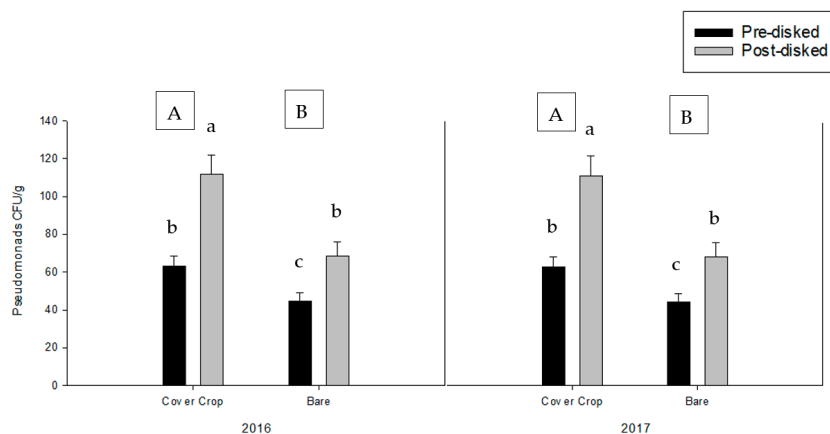 Pre-disked
Post-disked
A B A B
a a
140
120
b b b b
100
80
c c
60
40
20
0
Pseudomonads CFU/g
Cover Crop Bare Cover Crop Bare
2016 2017